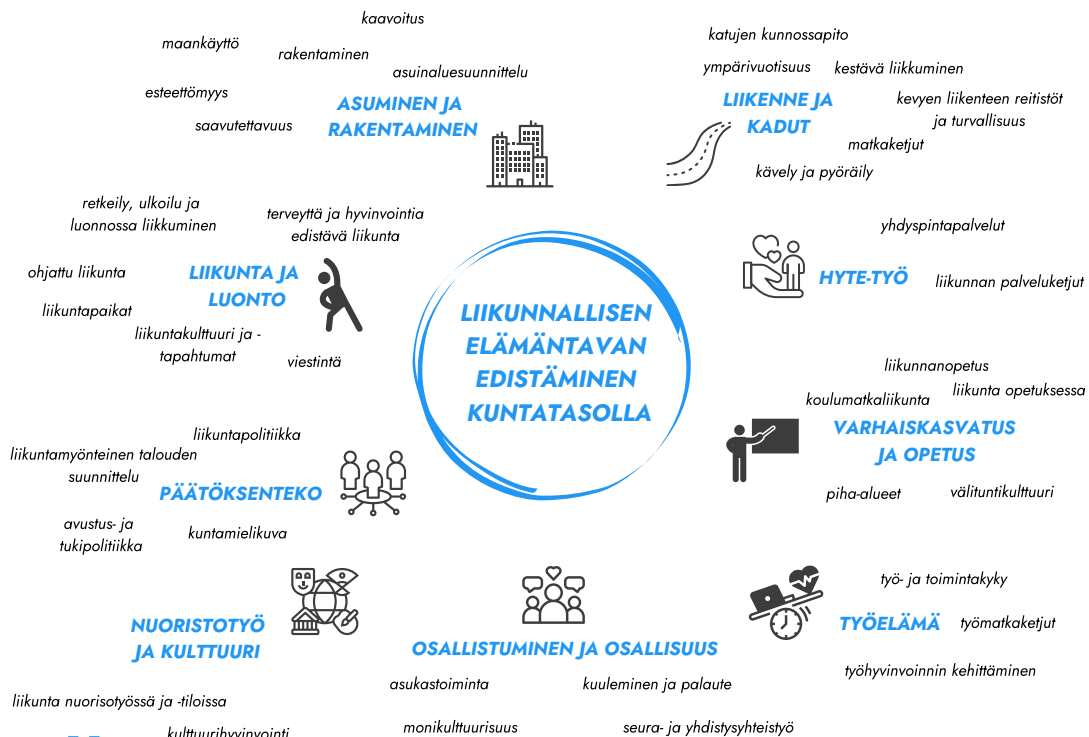 kaavoitus
maankäyttö
rakentaminen
asuinaluesuunnittelu
esteettömyys
saavutettavuus
ASUMINEN JA
RAKENTAMINEN
katujen kunnossapito
ympärivuotisuus
kestävä liikkuminen
LIIKENNE JA
KADUT
kevyen liikenteen reitistöt
ja turvallisuus
matkaketjut
kävely ja pyöräily
retkeily, ulkoilu ja
luonnossa liikkuminen
terveyttä ja hyvinvointia
edistävä liikunta
ohjattu liikunta
LIIKUNTA JA
LUONTO
liikuntapaikat
liikuntakulttuuri ja -
tapahtumat
viestintä
yhdyspintapalvelut
HYTE-TYÖ
liikunnan palveluketjut
LIIKUNNALLISEN
ELÄMÄNTAVAN
EDISTÄMINEN
KUNTATASOLLA
liikunnanopetus
liikunta opetuksessa
koulumatkaliikunta
VARHAISKASVATUS
JA OPETUS
piha-alueet
välituntikulttuuri
liikuntapolitiikka
liikuntamyönteinen talouden
suunnittelu
PÄÄTÖKSENTEKO
avustus- ja
tukipolitiikka
kuntamielikuva
NUORISOTYÖ
JA KULTTUURI
liikunta nuorisotyössä ja -tiloissa
kulttuurihyvinvointi
OSALLISTUMINEN JA OSALLISUUS
asukastoiminta
kuuleminen ja palaute
monikulttuurisuus
seura- ja yhdistysyhteistyö
työ- ja toimintakyky
TYÖELÄMÄ
työmatkaketjut
työhyvinvoinnin kehittäminen